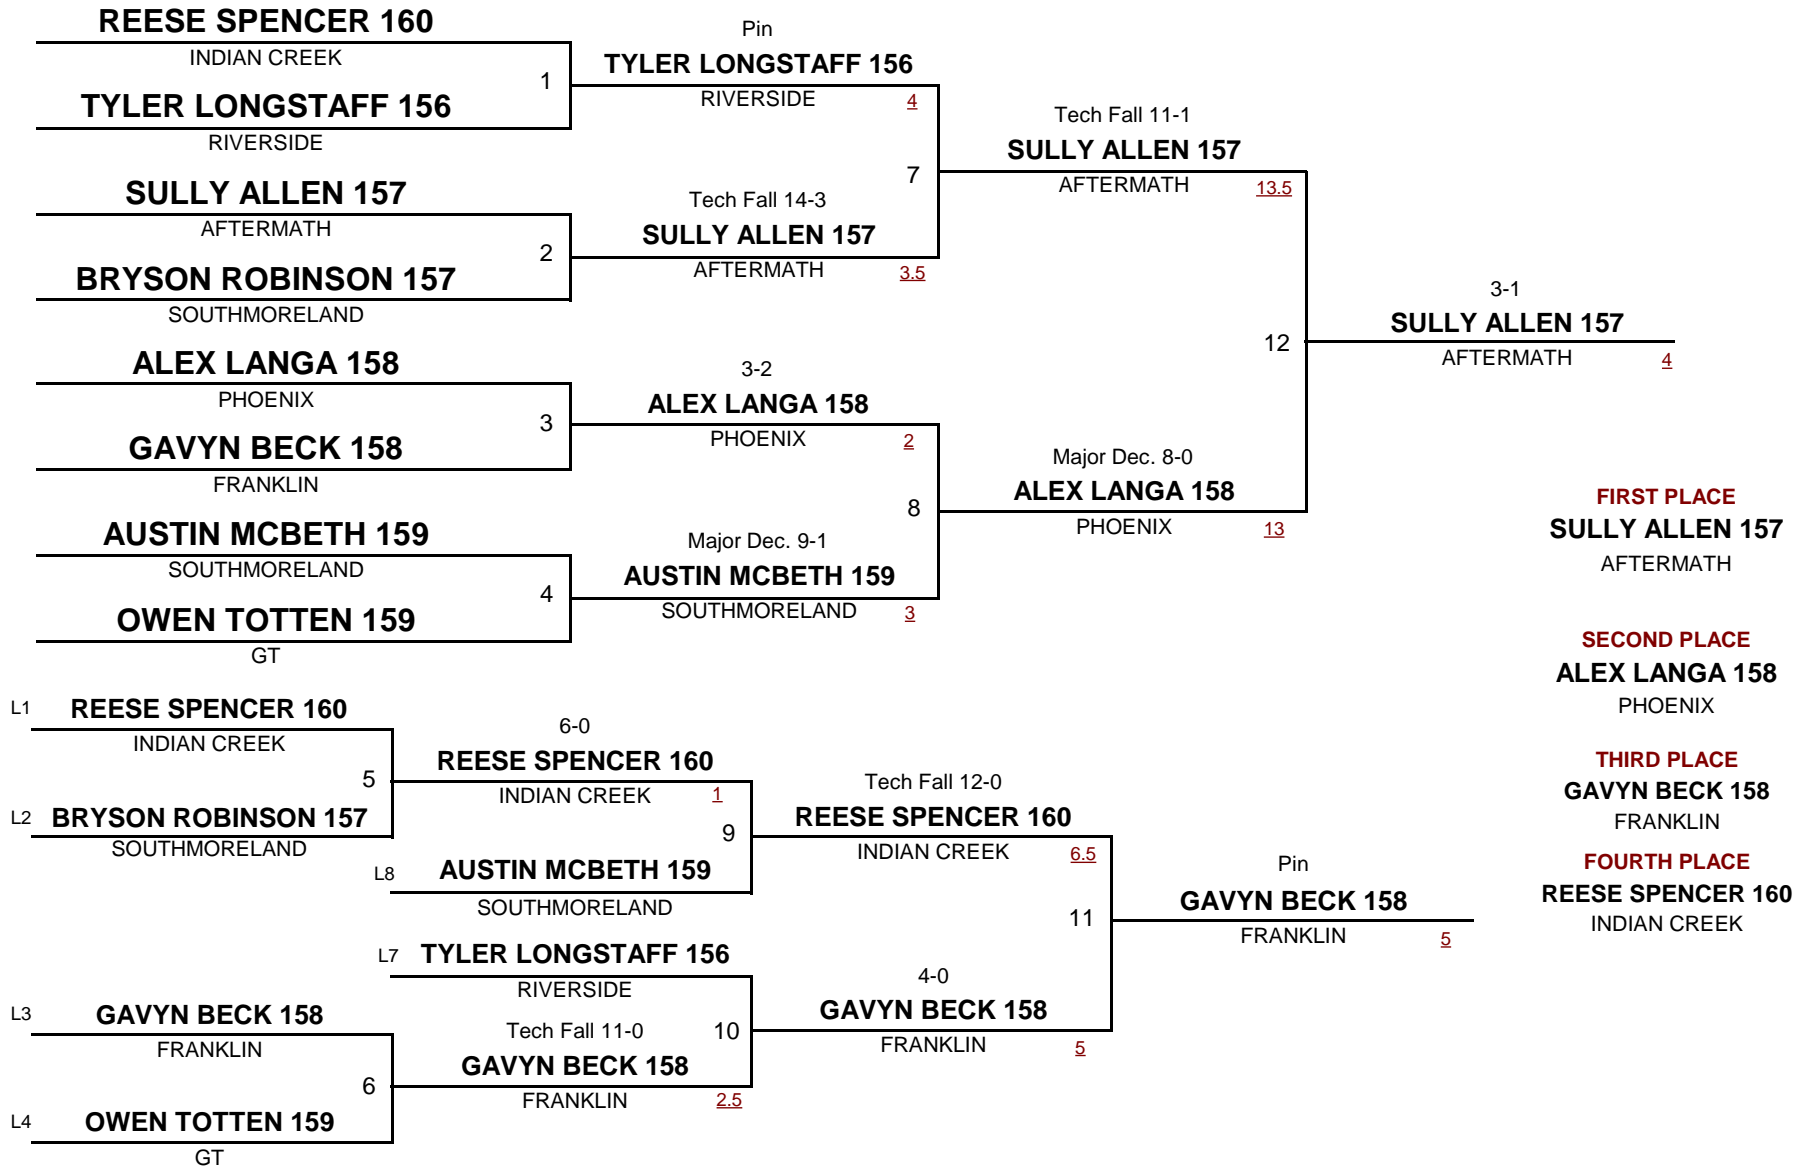 REESE SPENCER 160
INDIAN CREEK
1
TYLER LONGSTAFF 156
RIVERSIDE
SULLY ALLEN 157
AFTERMATH
2
BRYSON ROBINSON 157
SOUTHMORELAND
ALEX LANGA 158
PHOENIX
3
GAVYN BECK 158
FRANKLIN
AUSTIN MCBETH 159
SOUTHMORELAND
4
OWEN TOTTEN 159
GT
Pin
TYLER LONGSTAFF 156
RIVERSIDE 4
7
Tech Fall 14-3
SULLY ALLEN 157
AFTERMATH 3.5
3-2
ALEX LANGA 158
PHOENIX 2
8
Major Dec. 9-1
AUSTIN MCBETH 159
SOUTHMORELAND 3
Tech Fall 11-1
SULLY ALLEN 157
AFTERMATH 13.5
12
Major Dec. 8-0
ALEX LANGA 158
PHOENIX 13
3-1
SULLY ALLEN 157
AFTERMATH 4
FIRST PLACE
SULLY ALLEN 157
AFTERMATH
SECOND PLACE
ALEX LANGA 158
PHOENIX
THIRD PLACE
GAVYN BECK 158
FRANKLIN
FOURTH PLACE
REESE SPENCER 160
INDIAN CREEK
L1 REESE SPENCER 160
INDIAN CREEK
5
L2 BRYSON ROBINSON 157
SOUTHMORELAND
L3 GAVYN BECK 158
FRANKLIN
6
L4 OWEN TOTTEN 159
GT
6-0
REESE SPENCER 160
INDIAN CREEK 1
9
L8 AUSTIN MCBETH 159
SOUTHMORELAND
L7 TYLER LONGSTAFF 156
RIVERSIDE
Tech Fall 11-0 10
GAVYN BECK 158
FRANKLIN 2.5
Tech Fall 12-0
REESE SPENCER 160
INDIAN CREEK 6.5
11
4-0
GAVYN BECK 158
FRANKLIN 5
Pin
GAVYN BECK 158
FRANKLIN 5